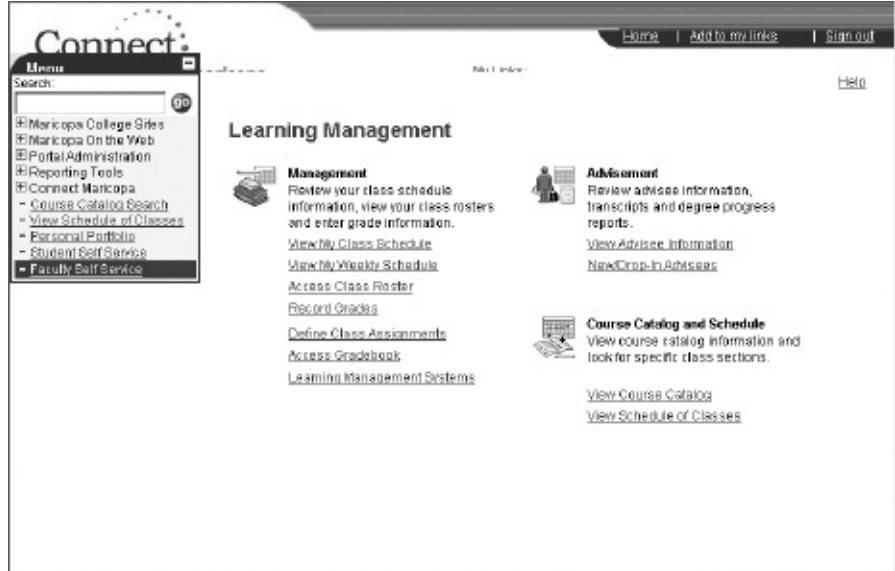 Connect:
Home | Add to my links | Sign out
Menu
Help
Search:
go
Maricopa College Sites
Maricopa On the Web
Portal Administration
Reporting Tools
Connect Maricopa
Course Catalog Search
View Schedule of Classes
Personal Portfolio
Student Self Service
Faculty Self Service
Learning Management
Management
Review your class schedule
information, view your class rosters
and enter grade information.
View My Class Schedule
View My Weekly Schedule
Access Class Roster
Record Grades
Define Class Assignments
Access Gradebook
Learning Management Systems
Advisement
Review advisee information,
transcripts and degree progress
reports.
View Advisee Information
New/Drop-In Advisees
Course Catalog and Schedule
View course catalog information and
look for specific class sections.
View Course Catalog
View Schedule of Classes